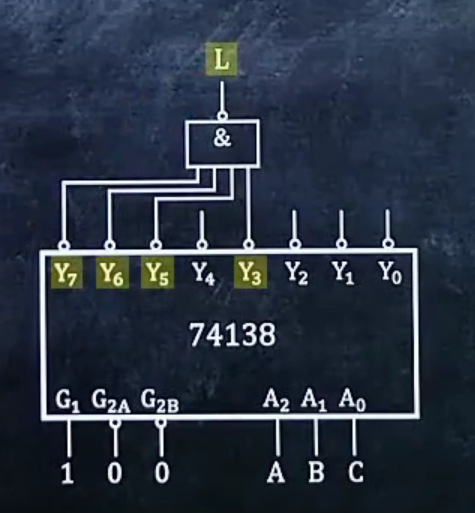 L
&
Y₇ Y₆ Y₅ Y₄ Y₃ Y₂ Y₁ Y₀
74138
G₁ G₂A G₂B A₂ A₁ A₀
1 0 0 A B C